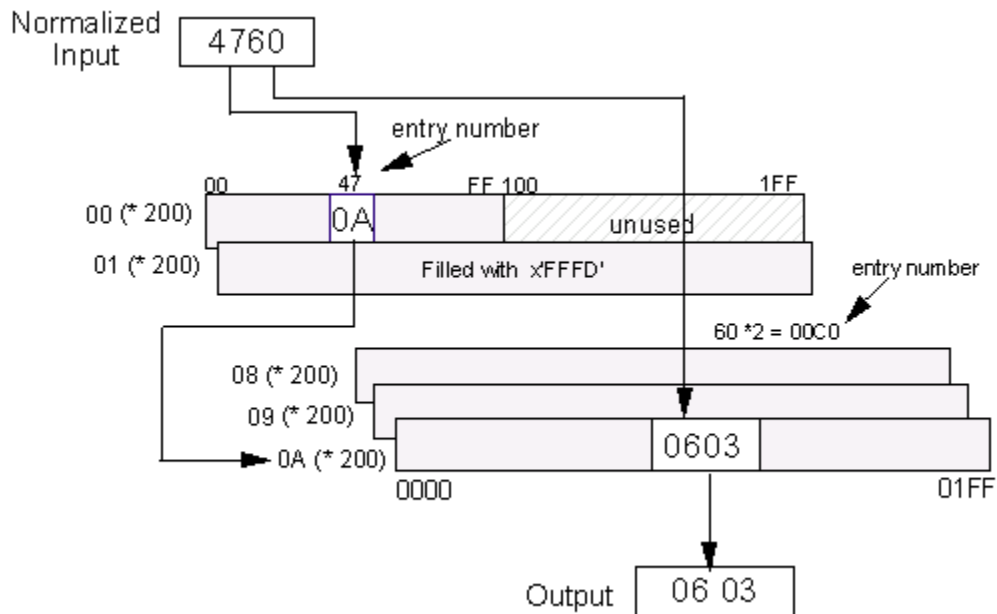 Normalized
Input
4760
entry number
00 47 FF 100 1FF
00 (* 200)
0A
unused
01 (* 200)
Filled with x'FFFD'
entry number
60 *2 = 00C0
08 (* 200)
09 (* 200)
0A (* 200)
0603
0000
01FF
Output
06 03